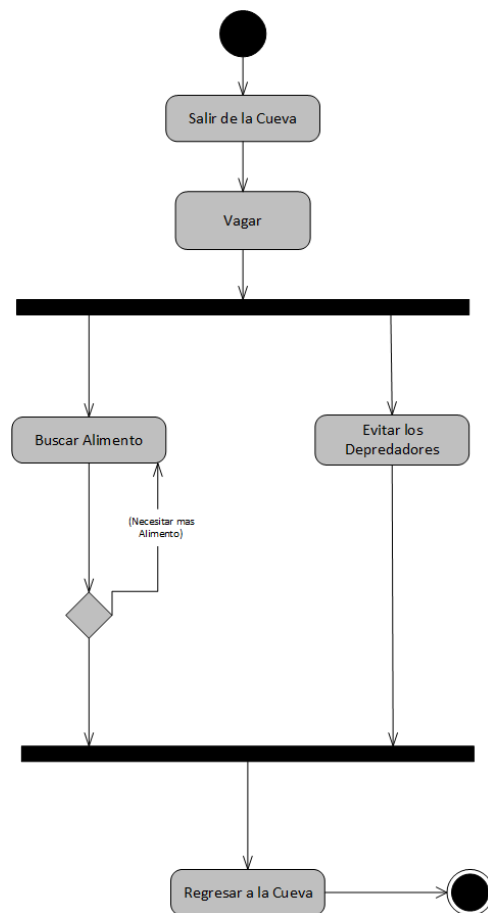 Salir de la Cueva
Vagar
Buscar Alimento
Evitar los
Depredadores
(Necesitar mas
Alimento)
Regresar a la Cueva